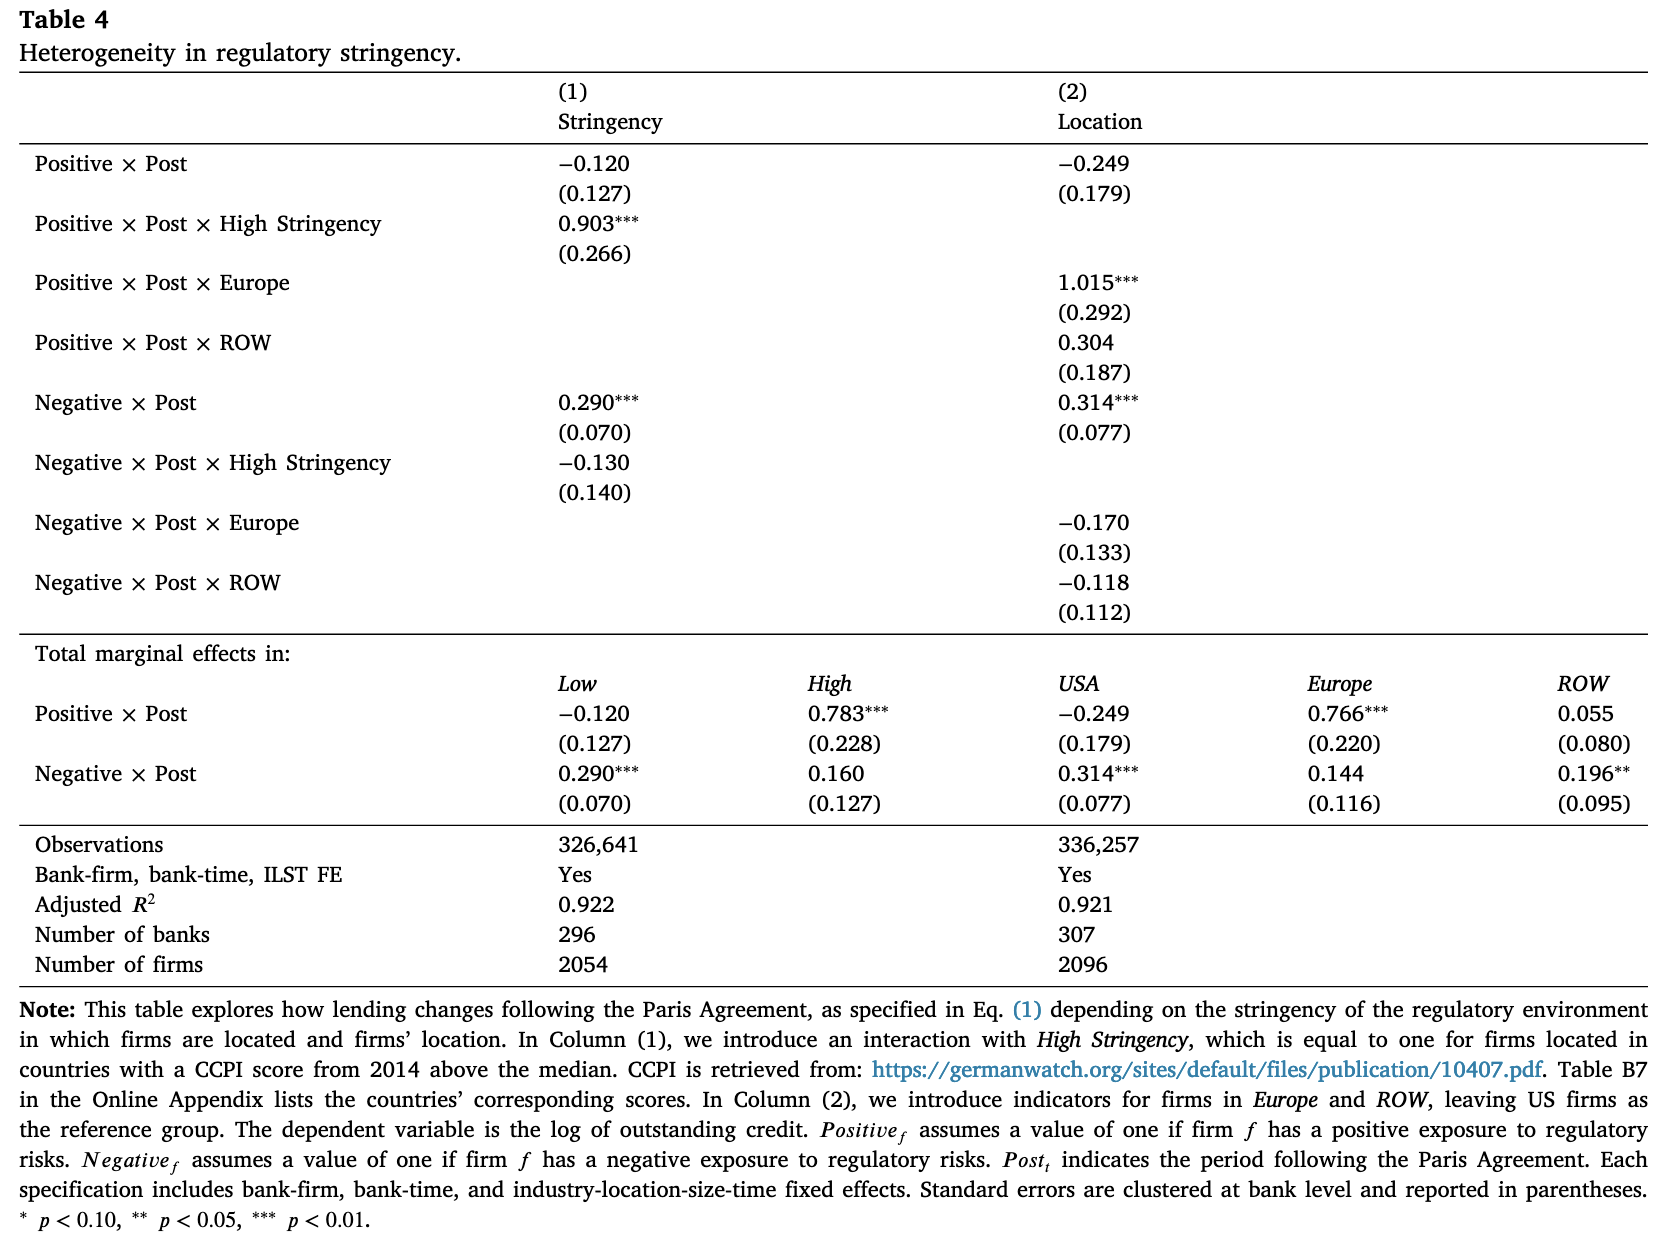 Table 4
Heterogeneity in regulatory stringency.
(1) (2)
Stringency Location
Positive × Post −0.120 −0.249
(0.127) (0.179)
Positive × Post × High Stringency 0.903***
(0.266)
Positive × Post × Europe 1.015***
(0.292)
Positive × Post × ROW 0.304
(0.187)
Negative × Post 0.290*** 0.314***
(0.070) (0.077)
Negative × Post × High Stringency −0.130
(0.140)
Negative × Post × Europe −0.170
(0.133)
Negative × Post × ROW −0.118
(0.112)
Total marginal effects in:
Low High USA Europe ROW
Positive × Post −0.120 0.783*** −0.249 0.766*** 0.055
(0.127) (0.228) (0.179) (0.220) (0.080)
Negative × Post 0.290*** 0.160 0.314*** 0.144 0.196**
(0.070) (0.127) (0.077) (0.116) (0.095)
Observations 326,641 336,257
Bank-firm, bank-time, ILST FE Yes Yes
Adjusted R² 0.922 0.921
Number of banks 296 307
Number of firms 2054 2096
Note: This table explores how lending changes following the Paris Agreement, as specified in Eq. (1) depending on the stringency of the regulatory environment
in which firms are located and firms' location. In Column (1), we introduce an interaction with High Stringency, which is equal to one for firms located in
countries with a CCPI score from 2014 above the median. CCPI is retrieved from: https://germanwatch.org/sites/default/files/publication/10407.pdf. Table B7
in the Online Appendix lists the countries' corresponding scores. In Column (2), we introduce indicators for firms in Europe and ROW, leaving US firms as
the reference group. The dependent variable is the log of outstanding credit. Positive_f assumes a value of one if firm f has a positive exposure to regulatory
risks. Negative_f assumes a value of one if firm f has a negative exposure to regulatory risks. Post_t indicates the period following the Paris Agreement. Each
specification includes bank-firm, bank-time, and industry-location-size-time fixed effects. Standard errors are clustered at bank level and reported in parentheses.
* p < 0.10, ** p < 0.05, *** p < 0.01.